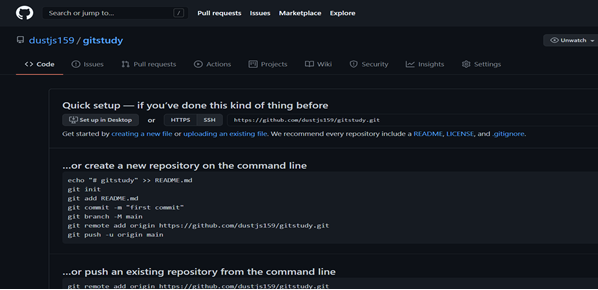 Search or jump to... /
Pull requests Issues Marketplace Explore
dustjs159 / gitstudy
Unwatch
Code Issues Pull requests Actions Projects Wiki Security Insights Settings
Quick setup — if you've done this kind of thing before
Set up in Desktop or HTTPS SSH https://github.com/dustjs159/gitstudy.git
Get started by creating a new file or uploading an existing file. We recommend every repository include a README, LICENSE, and .gitignore.
...or create a new repository on the command line
echo "# gitstudy" >> README.md
git init
git add README.md
git commit -m "first commit"
git branch -M main
git remote add origin https://github.com/dustjs159/gitstudy.git
git push -u origin main
...or push an existing repository from the command line
git remote add origin https://github.com/dustjs159/gitstudy.git